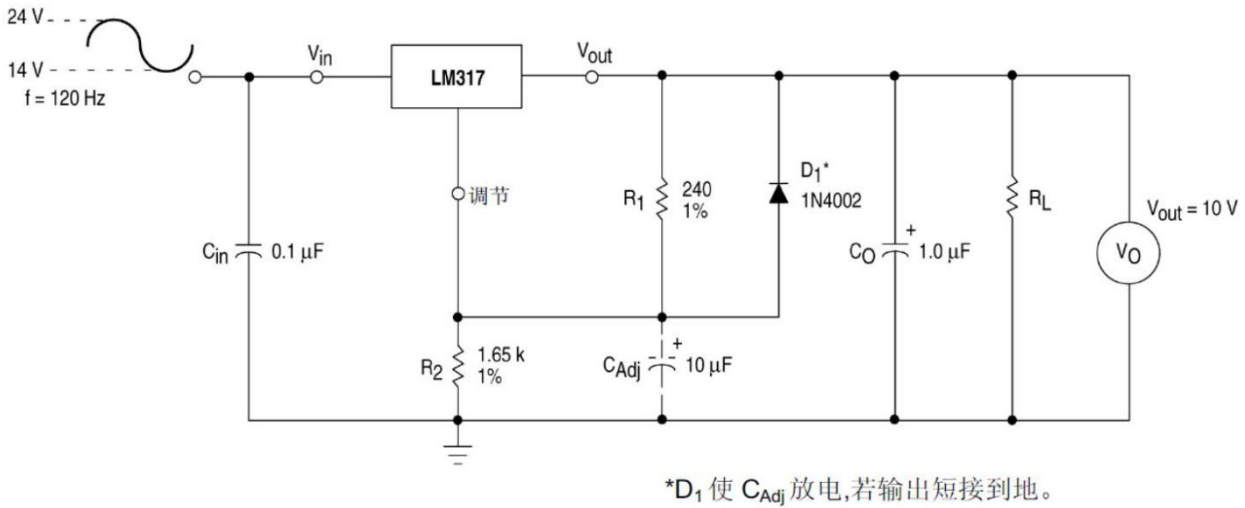 24 V
14 V
f = 120 Hz
Vin
LM317
Vout
调节
Cin
0.1 μF
R1
240
1%
D1*
1N4002
CO
+
1.0 μF
RL
Vout = 10 V
VO
R2
1.65 k
1%
CAdj
+
10 μF
*D1 使 CAdj 放电,若输出短接到地。